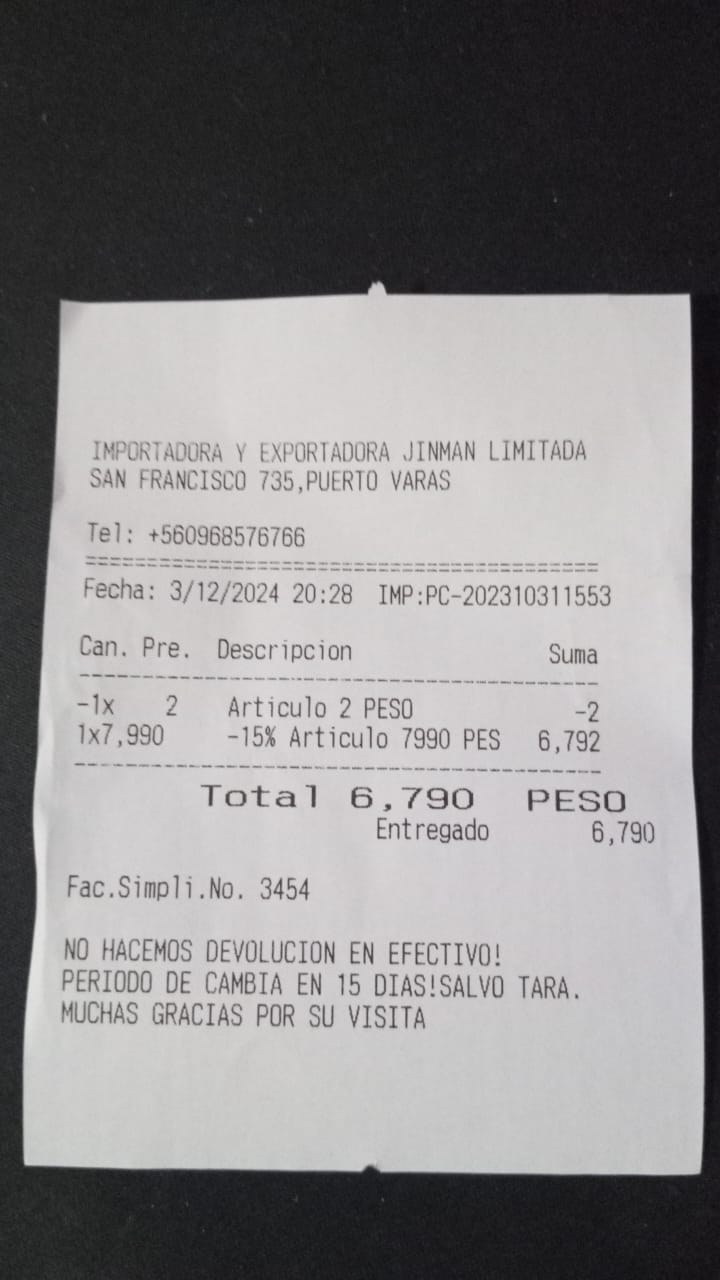 IMPORTADORA Y EXPORTADORA JINMAN LIMITADA
SAN FRANCISCO 735,PUERTO VARAS
Tel: +560968576766
==========================================
Fecha: 3/12/2024 20:28 IMP:PC-202310311553
Can. Pre. Descripcion Suma
------------------------------------------
-1x 2 Articulo 2 PESO -2
1x7,990 -15% Articulo 7990 PES 6,792
------------------------------------------
Total 6,790 PESO
Entregado 6,790
Fac.Simpli.No. 3454
NO HACEMOS DEVOLUCION EN EFECTIVO!
PERIODO DE CAMBIA EN 15 DIAS!SALVO TARA.
MUCHAS GRACIAS POR SU VISITA